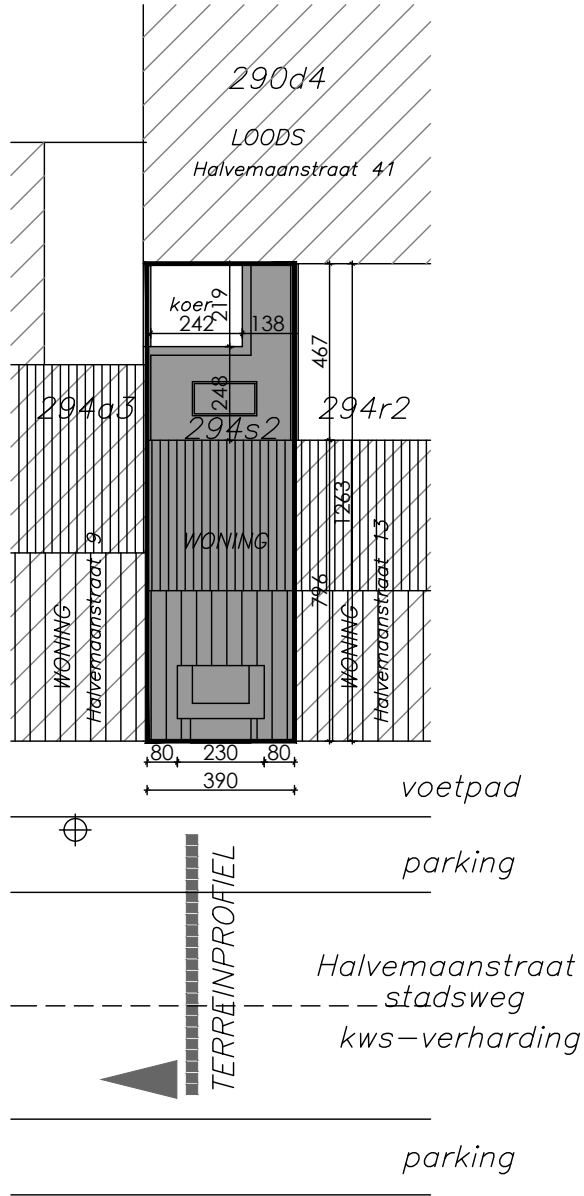 290d4
LOODS
Halvemaanstraat 41
koer
219
242
138
467
248
294a3
294s2
294r2
1263
WONING
796
WONING
Halvemaanstraat 9
WONING
Halvemaanstraat 13
80
230
80
390
voetpad
parking
TERREINPROFIEL
Halvemaanstraat
stadsweg
kws-verharding
parking